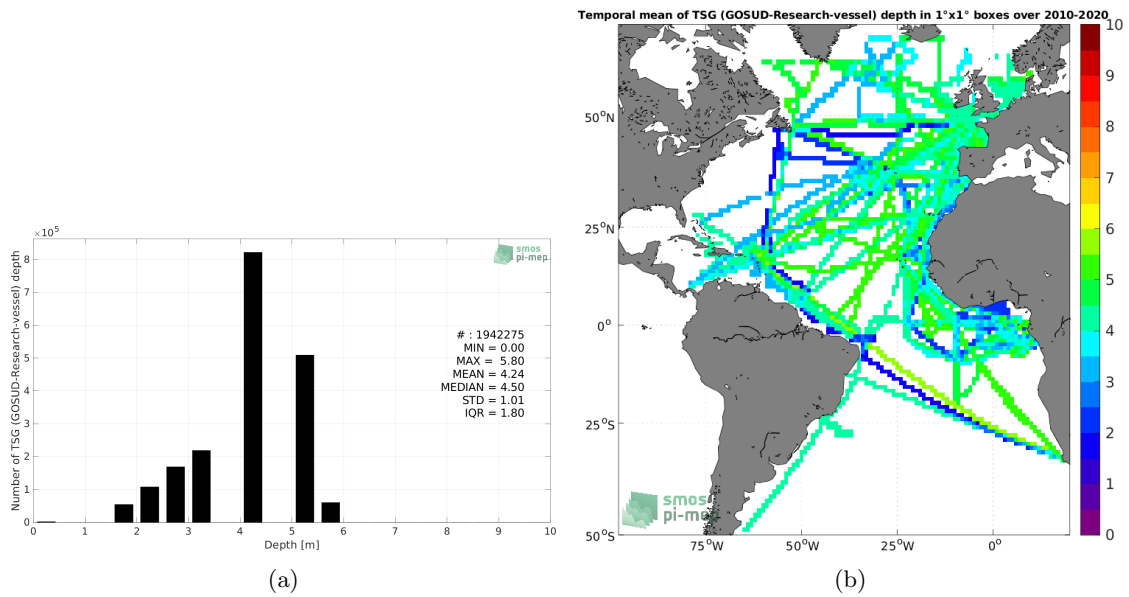 ×10⁵
8
7
6
5
4
3
2
1
0
Number of TSG (GOSUD-Research-vessel) depth
0 1 2 3 4 5 6 7 8 9 10
Depth [m]
smos
pi-mep
# : 1942275
MIN = 0.00
MAX = 5.80
MEAN = 4.24
MEDIAN = 4.50
STD = 1.01
IQR = 1.80
(a)
Temporal mean of TSG (GOSUD-Research-vessel) depth in 1°x1° boxes over 2010-2020
50°N
25°N
0°
25°S
50°S
75°W 50°W 25°W 0°
smos
pi-mep
10
9
8
7
6
5
4
3
2
1
0
(b)